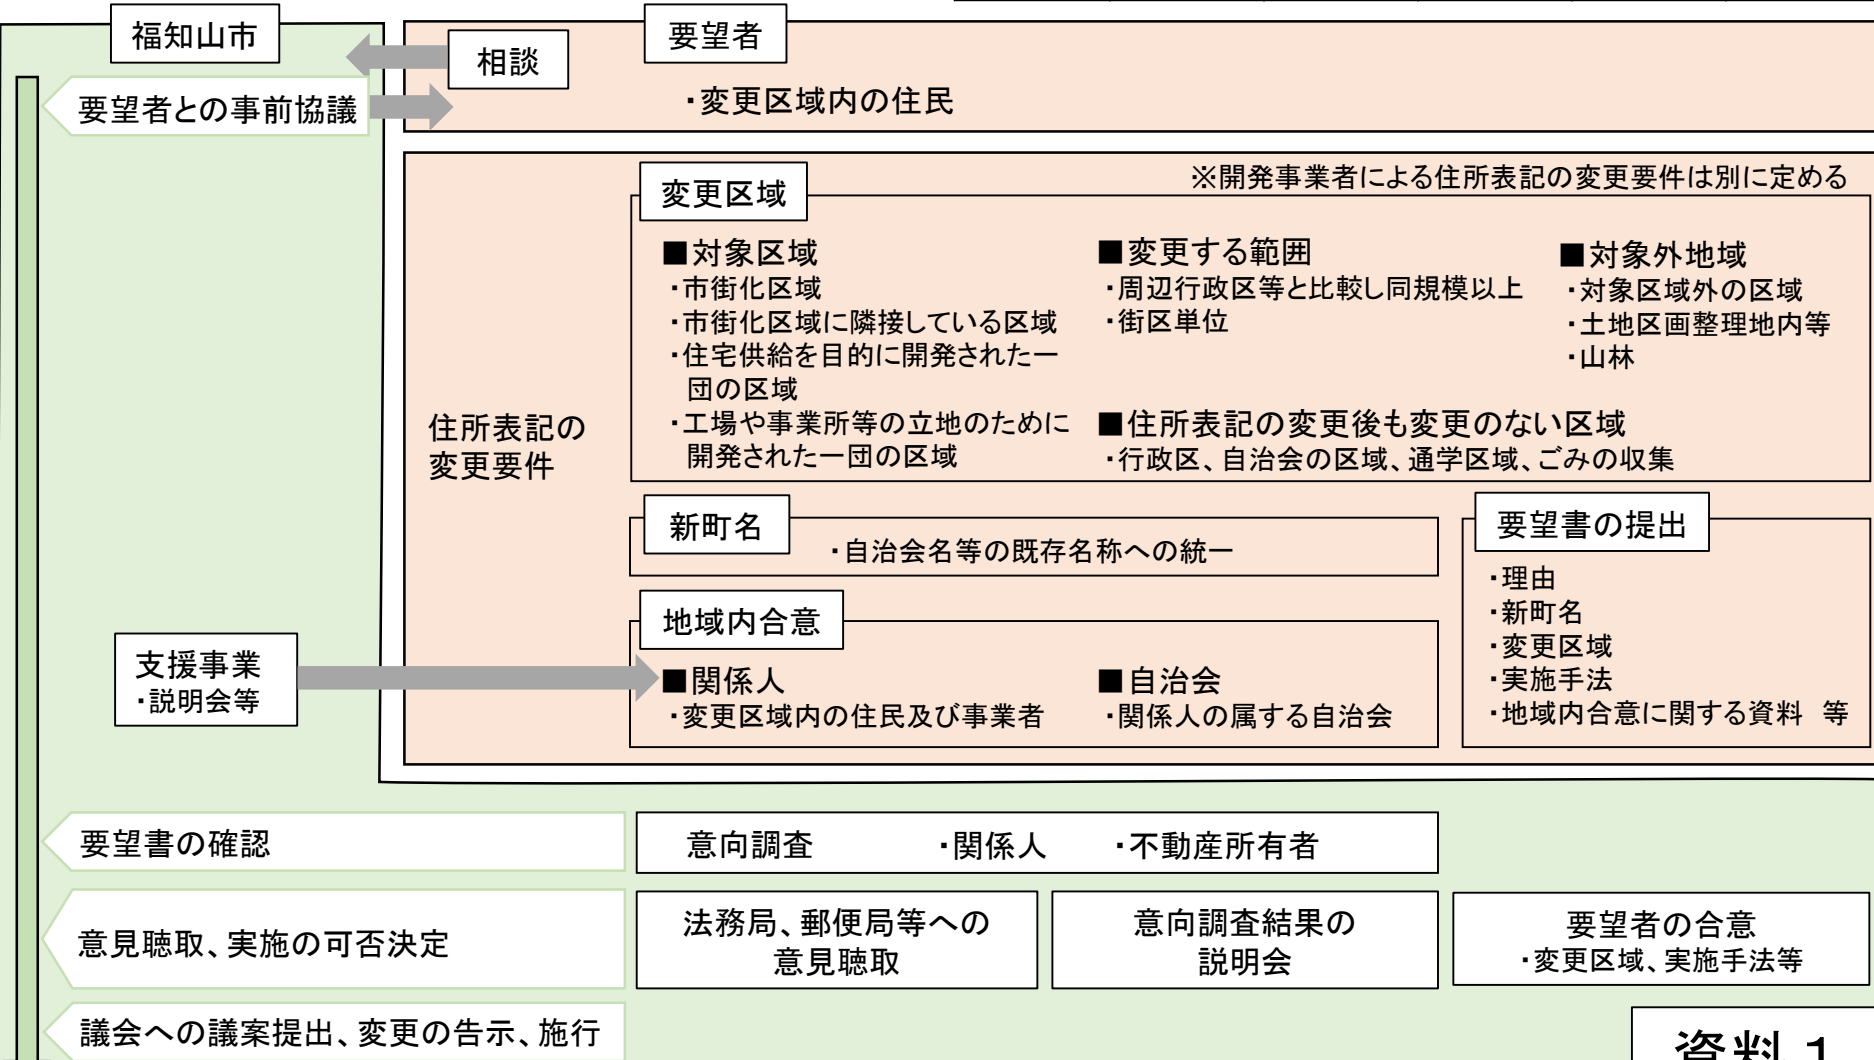 福知山市
要望者
相談
要望者との事前協議
・変更区域内の住民
※開発事業者による住所表記の変更要件は別に定める
変更区域
■対象区域
・市街化区域
・市街化区域に隣接している区域
・住宅供給を目的に開発された一
団の区域
・工場や事業所等の立地のために
開発された一団の区域
■変更する範囲
・周辺行政区等と比較し同規模以上
・街区単位
■対象外地域
・対象区域外の区域
・土地区画整理地内等
・山林
■住所表記の変更後も変更のない区域
・行政区、自治会の区域、通学区域、ごみの収集
住所表記の
変更要件
新町名
・自治会名等の既存名称への統一
要望書の提出
・理由
・新町名
・変更区域
・実施手法
・地域内合意に関する資料　等
地域内合意
■関係人
・変更区域内の住民及び事業者
■自治会
・関係人の属する自治会
支援事業
・説明会等
要望書の確認
意向調査　・関係人　・不動産所有者
意見聴取、実施の可否決定
法務局、郵便局等への
意見聴取
意向調査結果の
説明会
要望者の合意
・変更区域、実施手法等
議会への議案提出、変更の告示、施行
資料１